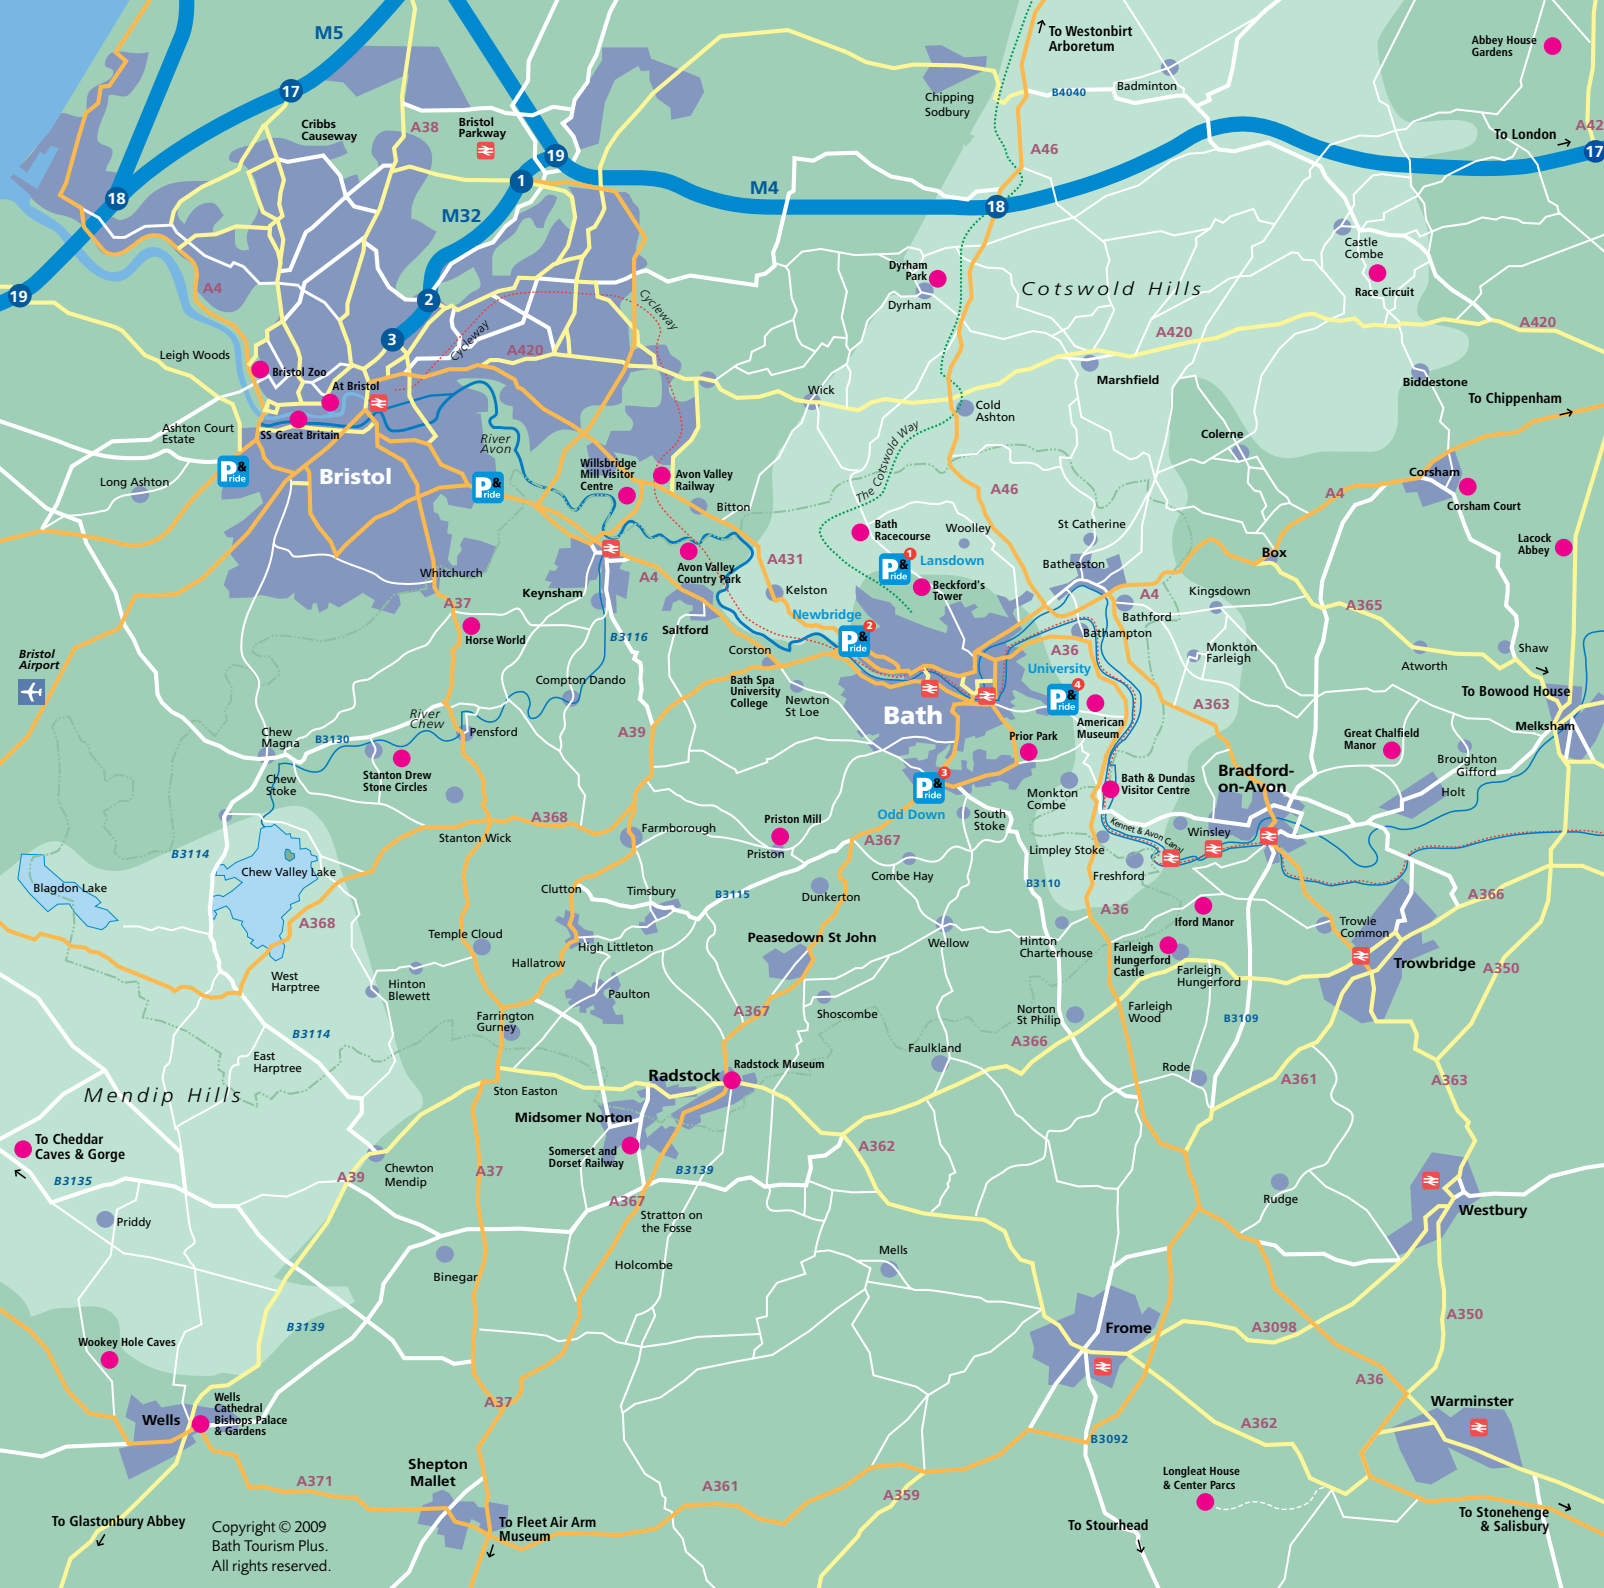 M5
To Westonbirt
Arboretum
Abbey House
Gardens
17
Cribbs
Causeway
A38
Bristol
Parkway
Chipping
Sodbury
B4040
Badminton
A46
To London
A42
17
19
1
18
M32
M4
18
19
A4
2
3
Dyrham
Park
Dyrham
Cotswold Hills
Castle
Combe
Race Circuit
Cycleway
Cycleway
A420
A420
A420
Leigh Woods
Bristol Zoo
At Bristol
SS Great Britain
Ashton Court
Estate
Long Ashton
P&
ride
Bristol
River
Avon
P&
ride
Wick
Cold
Ashton
Marshfield
Biddestone
To Chippenham
Colerne
Corsham
Corsham Court
A4
The Cotswold Way
Willsbridge
Mill Visitor
Centre
Avon Valley
Railway
Bitton
A46
Bath
Racecourse
Woolley
St Catherine
Lacock
Abbey
Box
A431
P&
ride
1
Lansdown
Batheaston
Whitchurch
A4
Avon Valley
Country Park
Kelston
Beckford's
Tower
Keynsham
A37
Saltford
Newbridge
P&
ride
2
A4
Bathford
Kingsdown
A365
Horse World
B3116
Bathampton
A36
Bristol
Airport
Corston
Bath Spa
University
College
Newton
St Loe
University
P&
ride
4
Monkton
Farleigh
Atworth
Shaw
To Bowood House
Compton Dando
River
Chew
Pensford
A39
Bath
American
Museum
A363
Melksham
Chew
Magna
B3130
Prior Park
Great Chalfield
Manor
Broughton
Gifford
Holt
Stanton Drew
Stone Circles
Chew
Stoke
P&
ride
3
Odd Down
Monkton
Combe
Bath & Dundas
Visitor Centre
Bradford-
on-Avon
South
Stoke
A368
Priston Mill
Priston
Farmborough
A367
Kennet & Avon Canal
Winsley
Stanton Wick
Limpley Stoke
B3114
Chew Valley Lake
Blagdon Lake
Combe Hay
Freshford
Clutton
Timsbury
B3115
Dunkerton
B3110
A36
A366
A368
Iford Manor
Trowle
Common
Temple Cloud
High Littleton
Peasedown St John
Wellow
Hinton
Charterhouse
Farleigh
Hungerford
Castle
Farleigh
Hungerford
Trowbridge
A350
Hallatrow
West
Harptree
Hinton
Blewett
Paulton
A367
Shoscombe
Norton
St Philip
Farleigh
Wood
B3109
Farrington
Gurney
B3114
East
Harptree
A366
Faulkland
Radstock
Radstock Museum
Rode
A361
A363
Mendip Hills
Ston Easton
Midsomer Norton
To Cheddar
Caves & Gorge
Somerset and
Dorset Railway
A362
B3135
A39
Chewton
Mendip
A37
B3139
A367
Rudge
Westbury
Priddy
Stratton on
the Fosse
Mells
Binegar
Holcombe
B3139
Frome
A3098
A350
Wookey Hole Caves
A36
Wells
Wells
Cathedral
Bishops Palace
& Gardens
A37
Warminster
A362
B3092
Shepton
Mallet
A371
A361
A359
Longleat House
& Center Parcs
To Glastonbury Abbey
Copyright © 2009
Bath Tourism Plus.
All rights reserved.
To Fleet Air Arm
Museum
To Stourhead
To Stonehenge
& Salisbury